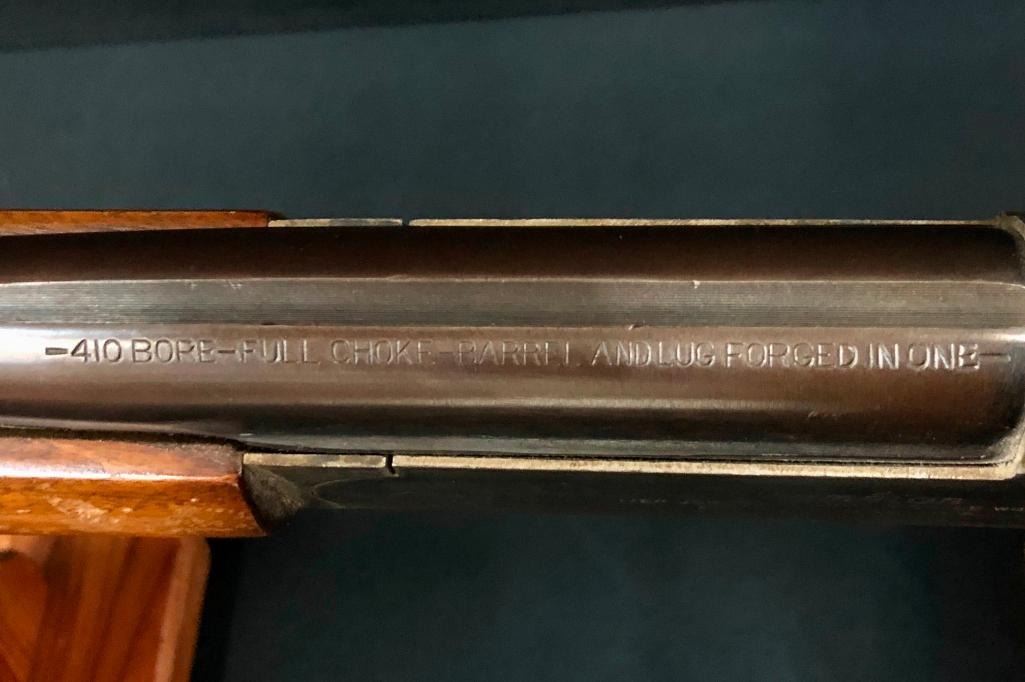 -410 BORE-FULL CHOKE-BARREL AND LUG FORGED IN ONE-